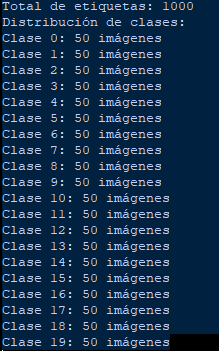 Total de etiquetas: 1000
Distribución de clases:
Clase 0: 50 imágenes
Clase 1: 50 imágenes
Clase 2: 50 imágenes
Clase 3: 50 imágenes
Clase 4: 50 imágenes
Clase 5: 50 imágenes
Clase 6: 50 imágenes
Clase 7: 50 imágenes
Clase 8: 50 imágenes
Clase 9: 50 imágenes
Clase 10: 50 imágenes
Clase 11: 50 imágenes
Clase 12: 50 imágenes
Clase 13: 50 imágenes
Clase 14: 50 imágenes
Clase 15: 50 imágenes
Clase 16: 50 imágenes
Clase 17: 50 imágenes
Clase 18: 50 imágenes
Clase 19: 50 imágenes